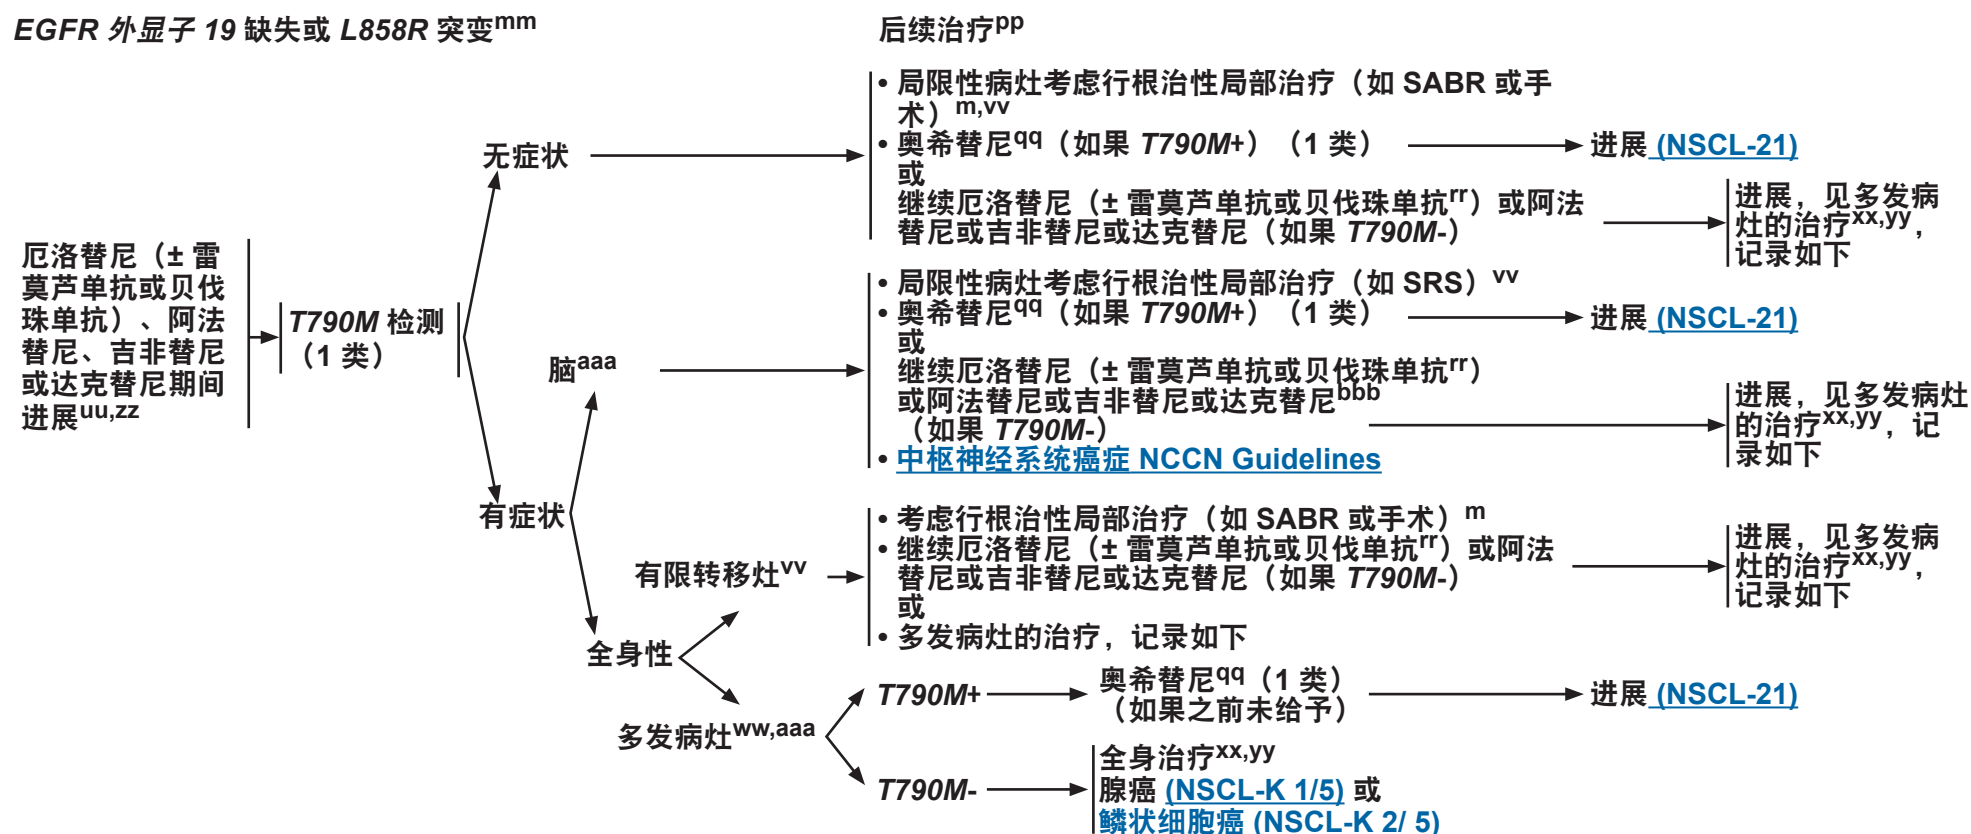 EGFR 外显子 19 缺失或 L858R 突变mm
后续治疗pp
厄洛替尼（± 雷
莫芦单抗或贝伐
珠单抗）、阿法
替尼、吉非替尼
或达克替尼期间
进展uu,zz
T790M 检测
（1 类）
无症状
• 局限性病灶考虑行根治性局部治疗（如 SABR 或手
术）m,vv
• 奥希替尼qq（如果 T790M+）（1 类）
或
继续厄洛替尼（± 雷莫芦单抗或贝伐珠单抗rr）或阿法
替尼或吉非替尼或达克替尼（如果 T790M-）
进展 (NSCL-21)
进展，见多发病
灶的治疗xx,yy，
记录如下
有症状
脑aaa
• 局限性病灶考虑行根治性局部治疗（如 SRS）vv
• 奥希替尼qq（如果 T790M+）（1 类）
或
继续厄洛替尼（± 雷莫芦单抗或贝伐珠单抗rr）
或阿法替尼或吉非替尼或达克替尼bbb
（如果 T790M-）
• 中枢神经系统癌症 NCCN Guidelines
进展 (NSCL-21)
进展，见多发病灶
的治疗xx,yy，记
录如下
全身性
有限转移灶vv
• 考虑行根治性局部治疗（如 SABR 或手术）m
• 继续厄洛替尼（± 雷莫芦单抗或贝伐单抗rr）或阿法
替尼或吉非替尼或达克替尼（如果 T790M-）
或
• 多发病灶的治疗，记录如下
进展，见多发病
灶的治疗xx,yy，
记录如下
多发病灶ww,aaa
T790M+
奥希替尼qq（1 类）
（如果之前未给予）
进展 (NSCL-21)
T790M-
全身治疗xx,yy
腺癌 (NSCL-K 1/5) 或
鳞状细胞癌 (NSCL-K 2/ 5)